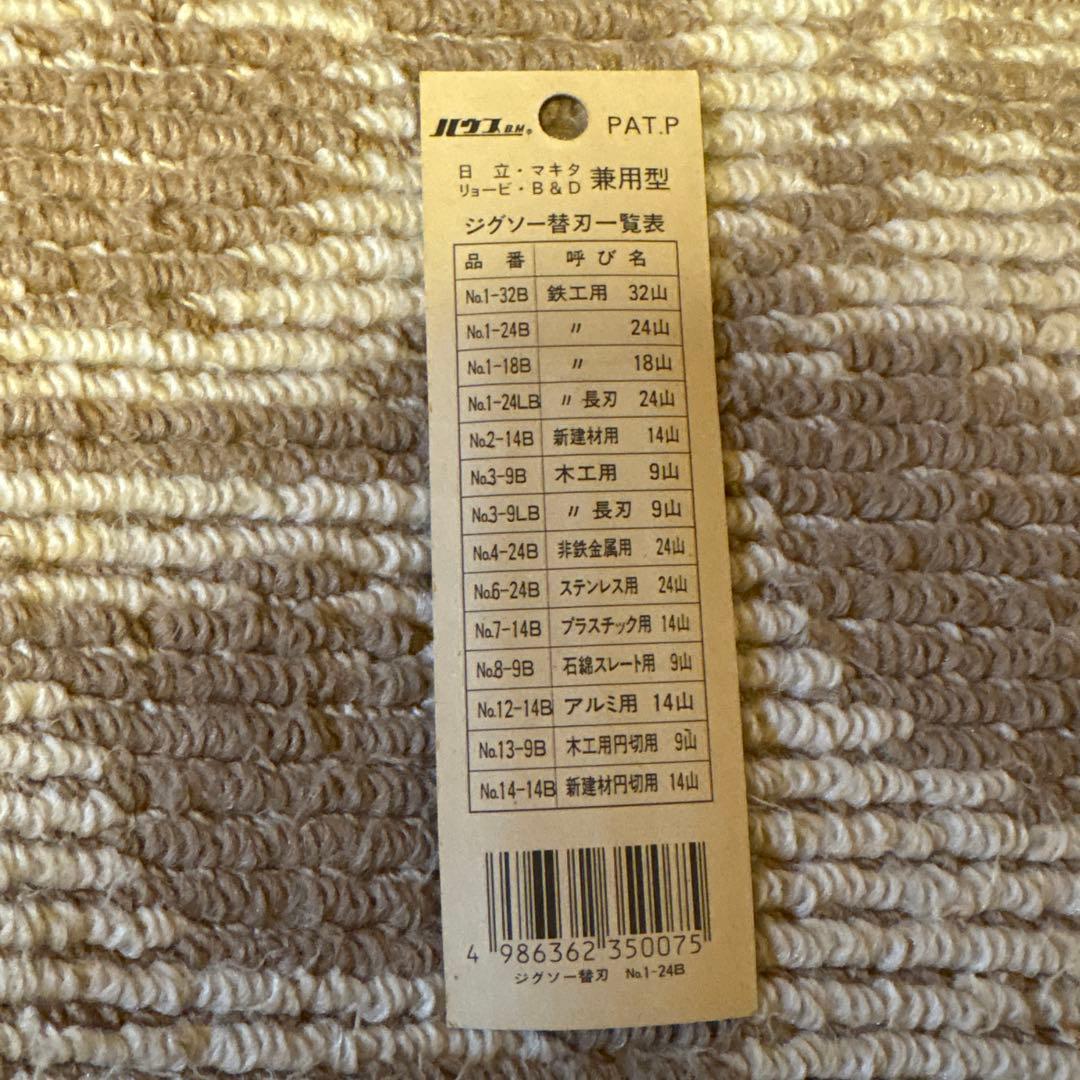 ハウスB.M® PAT.P
日立・マキタ
リョービ・B&D 兼用型
ジグソー替刃一覧表
品番 呼び名
No.1-32B 鉄工用 32山
No.1-24B 〃 24山
No.1-18B 〃 18山
No.1-24LB 〃長刃 24山
No.2-14B 新建材用 14山
No.3-9B 木工用 9山
No.3-9LB 〃長刃 9山
No.4-24B 非鉄金属用 24山
No.6-24B ステンレス用 24山
No.7-14B プラスチック用 14山
No.8-9B 石綿スレート用 9山
No.12-14B アルミ用 14山
No.13-9B 木工用円切用 9山
No.14-14B 新建材円切用 14山
4 986362 350075
ジグソー替刃 No.1-24B